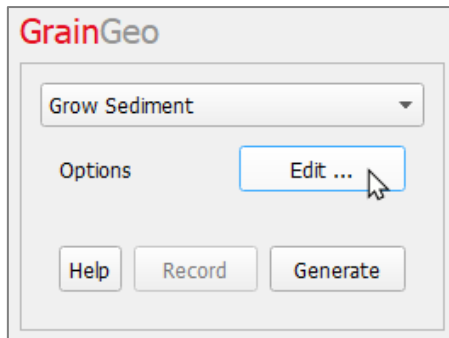 GrainGeo
Grow Sediment
Options Edit ...
Help Record Generate